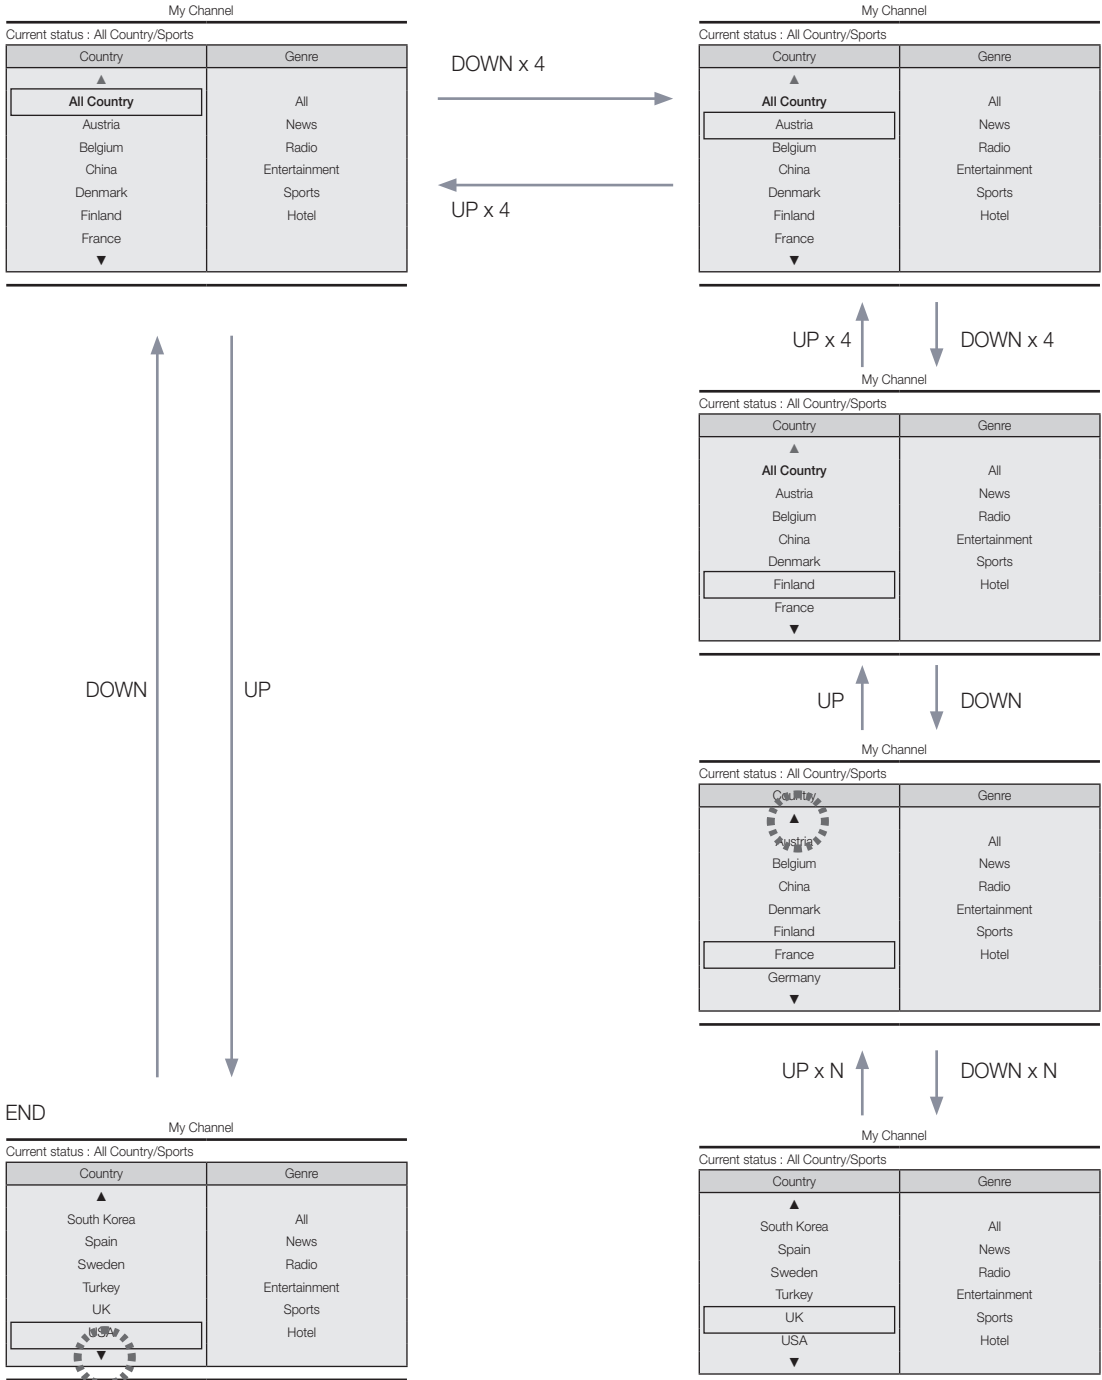 My Channel
Current status : All Country/Sports
Country Genre
▲
All Country All
Austria News
Belgium Radio
China Entertainment
Denmark Sports
Finland Hotel
France
▼
DOWN x 4
UP x 4
My Channel
Current status : All Country/Sports
Country Genre
▲
All Country All
Austria News
Belgium Radio
China Entertainment
Denmark Sports
Finland Hotel
France
▼
UP x 4 DOWN x 4
My Channel
Current status : All Country/Sports
Country Genre
▲
All Country All
Austria News
Belgium Radio
China Entertainment
Denmark Sports
Finland Hotel
France
▼
DOWN UP
UP DOWN
My Channel
Current status : All Country/Sports
Country Genre
▲
Austria All
Belgium News
China Radio
Denmark Entertainment
Finland Sports
France Hotel
Germany
▼
UP x N DOWN x N
END
My Channel
Current status : All Country/Sports
Country Genre
▲
South Korea All
Spain News
Sweden Radio
Turkey Entertainment
UK Sports
USA Hotel
▼
My Channel
Current status : All Country/Sports
Country Genre
▲
South Korea All
Spain News
Sweden Radio
Turkey Entertainment
UK Sports
USA Hotel
▼